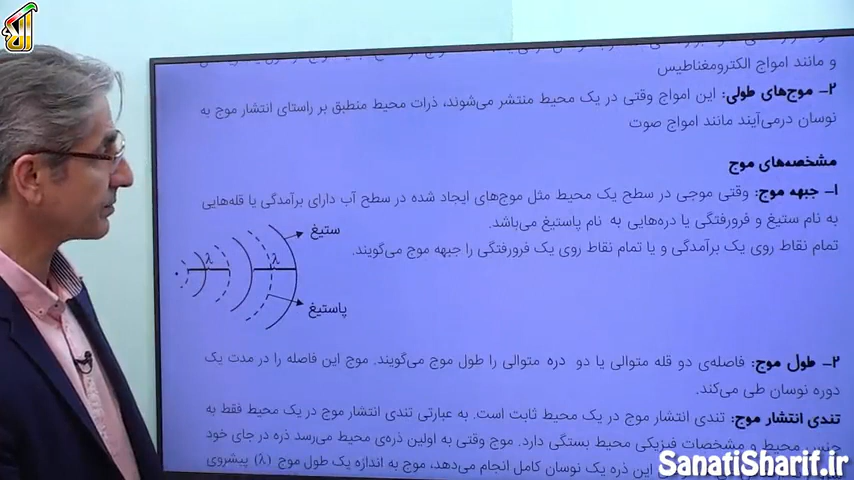 و مانند امواج الکترومغناطیس
۲- موج‌های طولی: این امواج وقتی در یک محیط منتشر می‌شوند، ذرات محیط منطبق بر راستای انتشار موج به
نوسان درمی‌آیند مانند امواج صوت
مشخصه‌های موج
۱- جبهه موج: وقتی موجی در سطح یک محیط مثل موج‌های ایجاد شده در سطح آب دارای برآمدگی یا قله‌هایی
به نام ستیغ و فرورفتگی یا دره‌هایی به نام پاستیغ می‌باشد.
تمام نقاط روی یک برآمدگی و یا تمام نقاط روی یک فرورفتگی را جبهه موج می‌گویند.
ستیغ
λ
λ
پاستیغ
۲- طول موج: فاصله‌ی دو قله متوالی یا دو دره متوالی را طول موج می‌گویند. موج این فاصله را در مدت یک
دوره نوسان طی می‌کند.
تندی انتشار موج: تندی انتشار موج در یک محیط ثابت است. به عبارتی تندی انتشار موج در یک محیط فقط به
جنس محیط و مشخصات فیزیکی محیط بستگی دارد. موج وقتی به اولین ذره‌ی محیط می‌رسد ذره در جای خود
این ذره یک نوسان کامل انجام می‌دهد، موج به اندازه یک طول موج (λ) پیشروی
SanatiSharif.ir